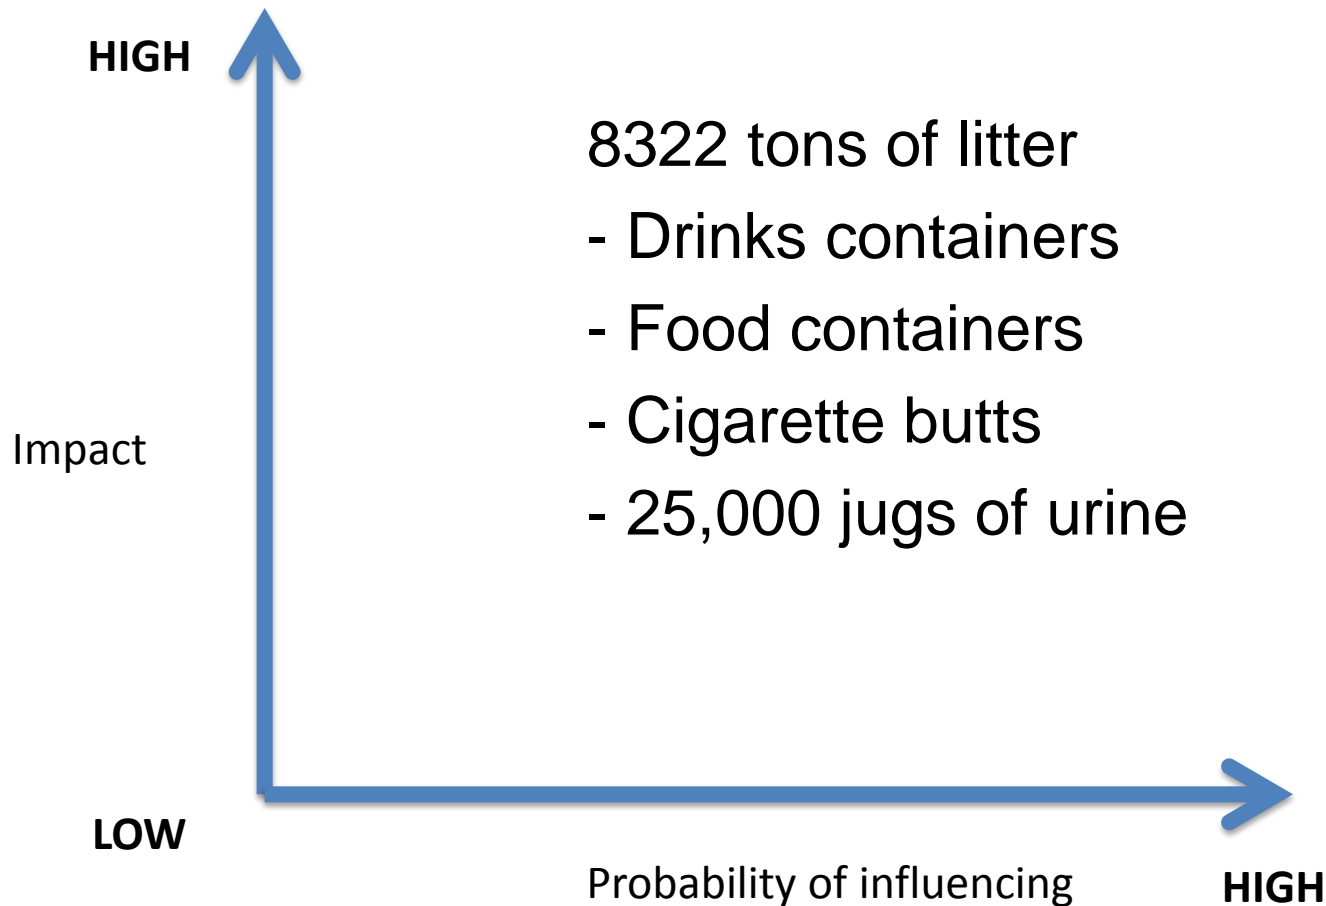 HIGH
8322 tons of litter
- Drinks containers
- Food containers
- Cigarette butts
- 25,000 jugs of urine
Impact
LOW
Probability of influencing
HIGH